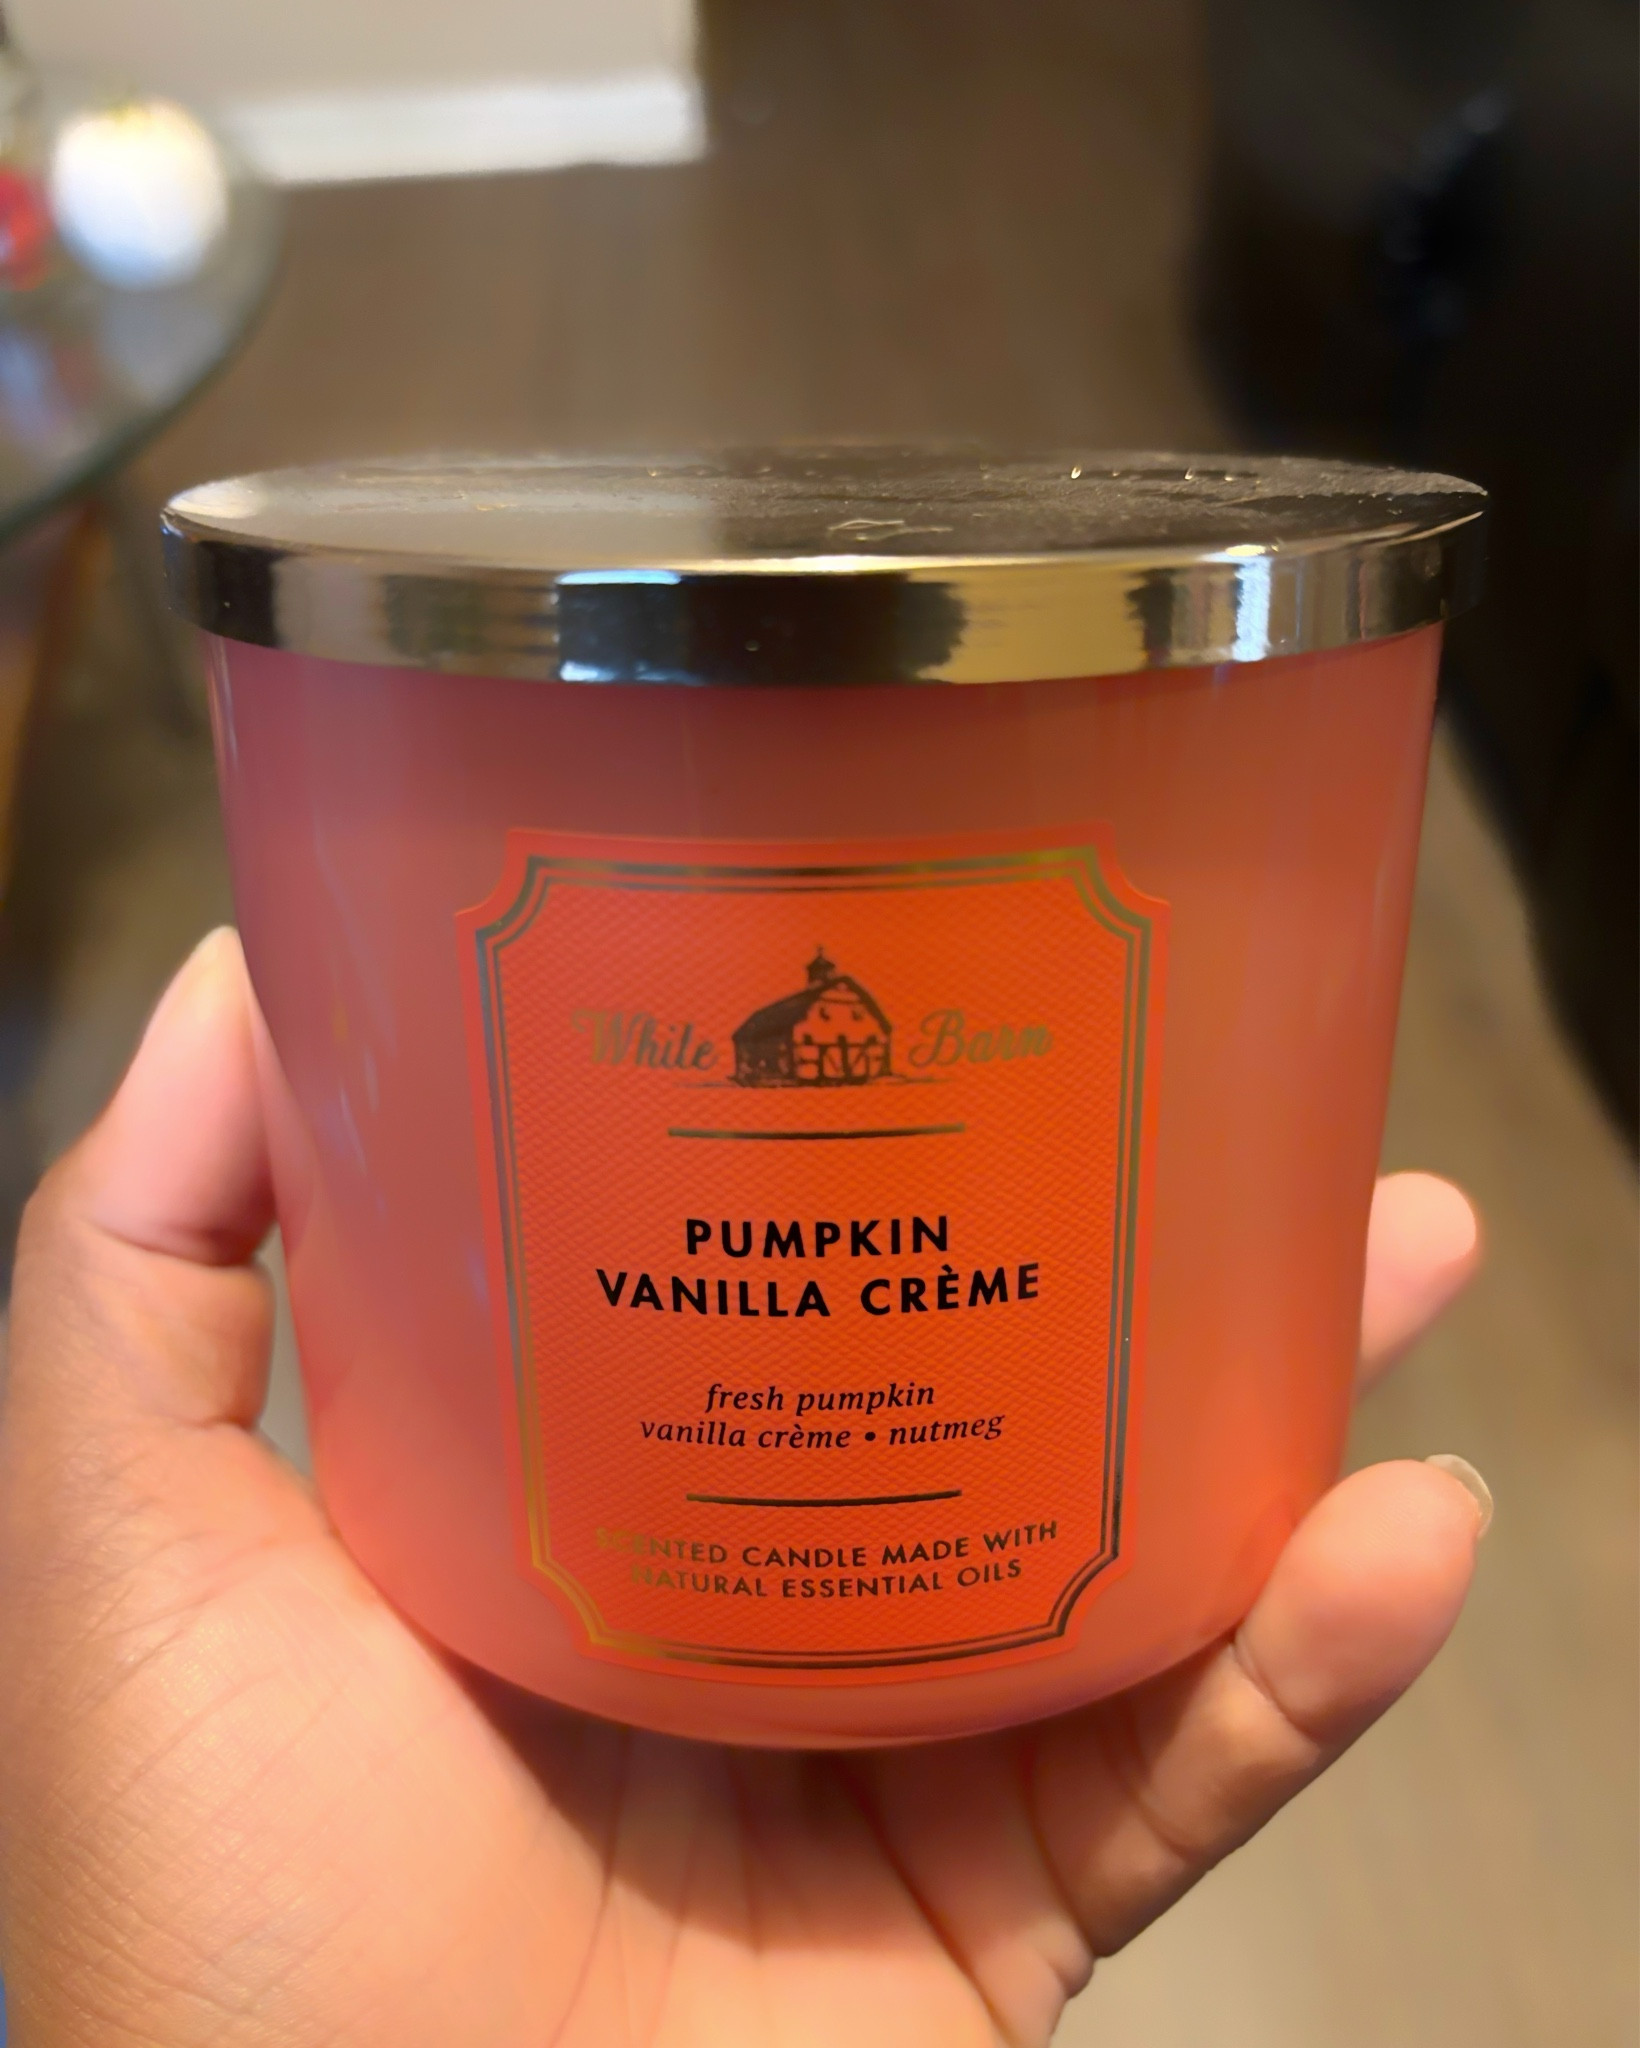 White Barn
PUMPKIN
VANILLA CRÈME
fresh pumpkin
vanilla crème • nutmeg
SCENTED CANDLE MADE WITH
NATURAL ESSENTIAL OILS